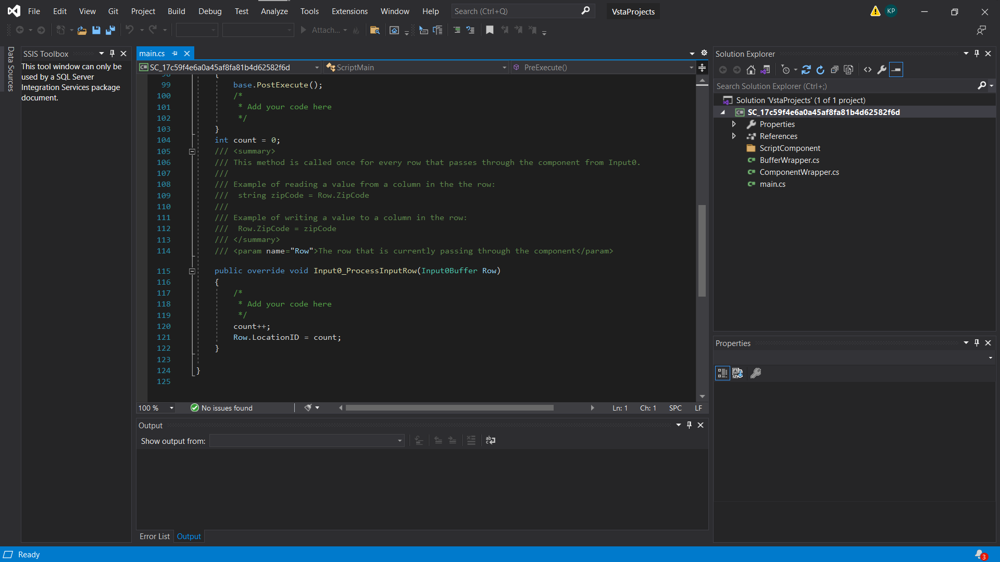 File Edit View Git Project Build Debug Test Analyze Tools Extensions Window Help Search (Ctrl+Q) VstaProjects KP
Attach...
Data Sources
SSIS Toolbox
This tool window can only be
used by a SQL Server
Integration Services package
document.
main.cs
SC_17c59f4e6a0a45af8fa81b4d62582f6d ScriptMain PreExecute()
98 {
99 base.PostExecute();
100 /*
101 * Add your code here
102 */
103 }
104 int count = 0;
105 /// <summary>
106 /// This method is called once for every row that passes through the component from Input0.
107 ///
108 /// Example of reading a value from a column in the the row:
109 /// string zipCode = Row.ZipCode
110 ///
111 /// Example of writing a value to a column in the row:
112 /// Row.ZipCode = zipCode
113 /// </summary>
114 /// <param name="Row">The row that is currently passing through the component</param>
115 public override void Input0_ProcessInputRow(Input0Buffer Row)
116 {
117 /*
118 * Add your code here
119 */
120 count++;
121 Row.LocationID = count;
122 }
123
124 }
125
100 % No issues found Ln: 1 Ch: 1 SPC LF
Output
Show output from:
Error List Output
Solution Explorer
Search Solution Explorer (Ctrl+;)
Solution 'VstaProjects' (1 of 1 project)
SC_17c59f4e6a0a45af8fa81b4d62582f6d
Properties
References
ScriptComponent
C# BufferWrapper.cs
C# ComponentWrapper.cs
C# main.cs
Properties
Ready 3